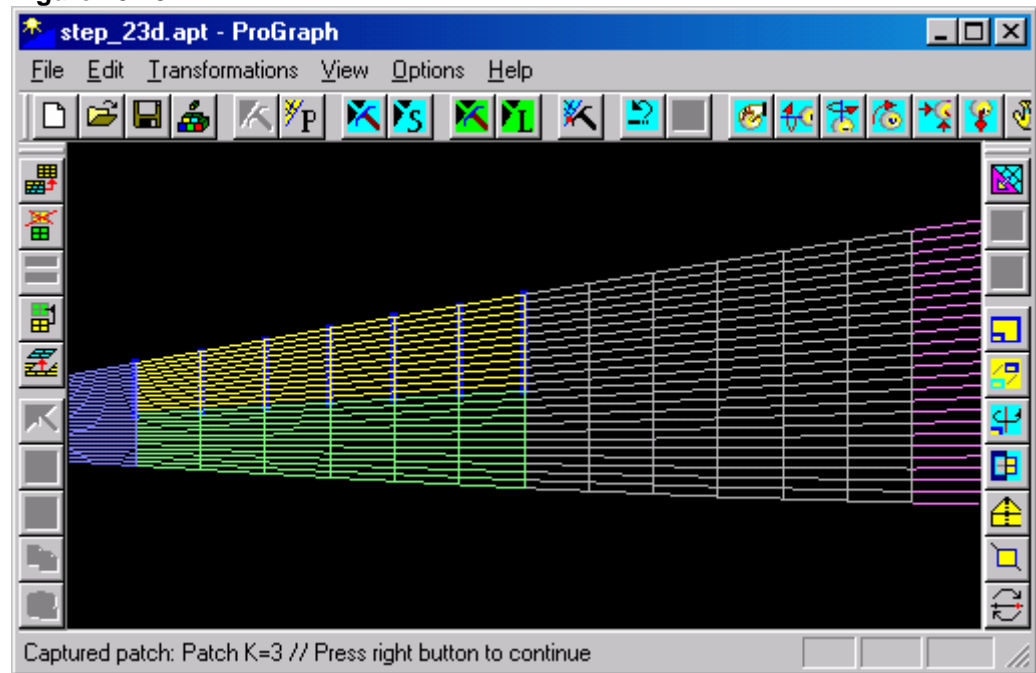 step_23d.apt - ProGraph
File Edit Transformations View Options Help
P S L
Captured patch: Patch K=3 // Press right button to continue